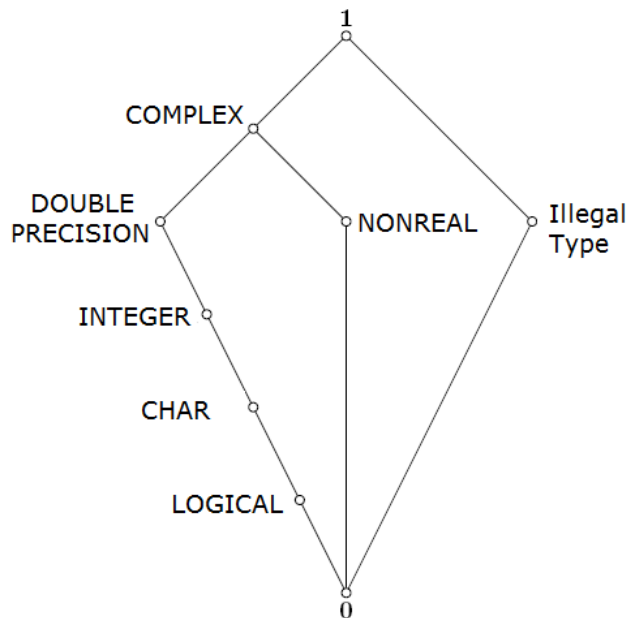 1
COMPLEX
DOUBLE
PRECISION
NONREAL
Illegal
Type
INTEGER
CHAR
LOGICAL
0